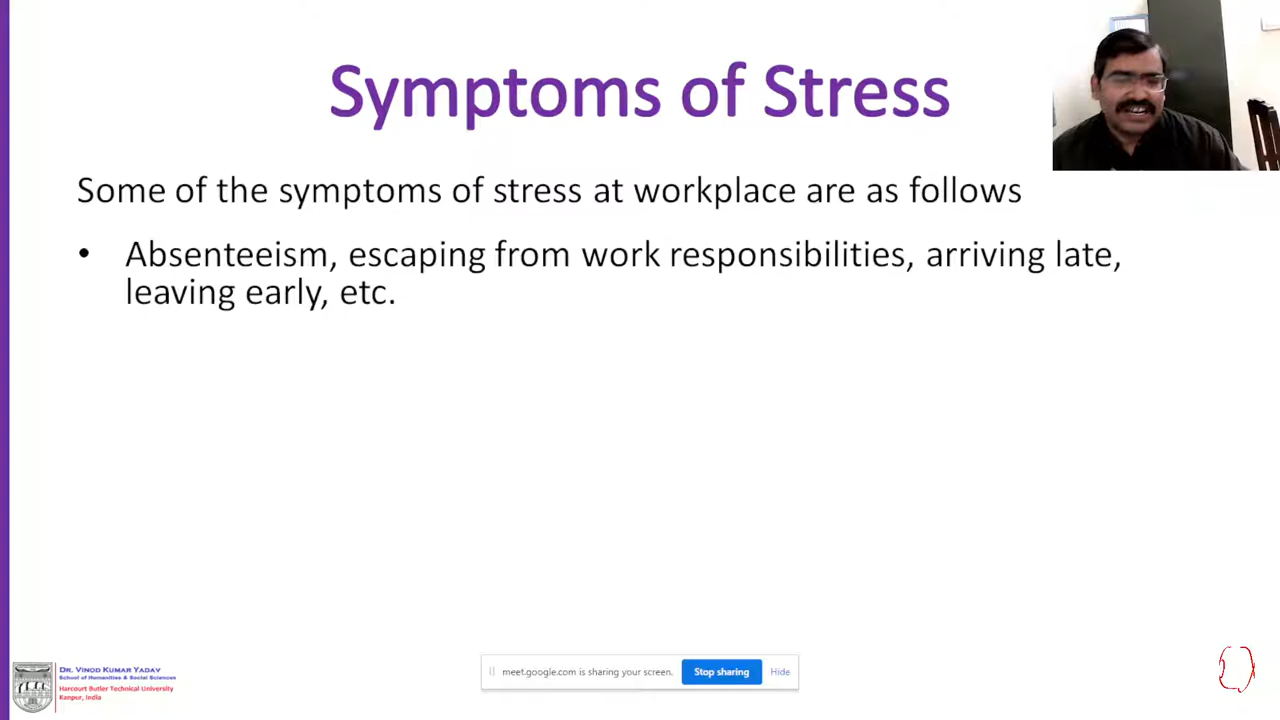 Symptoms of Stress
Some of the symptoms of stress at workplace are as follows
• Absenteeism, escaping from work responsibilities, arriving late,
leaving early, etc.
DR. VINOD KUMAR YADAV
School of Humanities & Social Sciences
Harcourt Butler Technical University
Kanpur, India
meet.google.com is sharing your screen.
Stop sharing
Hide